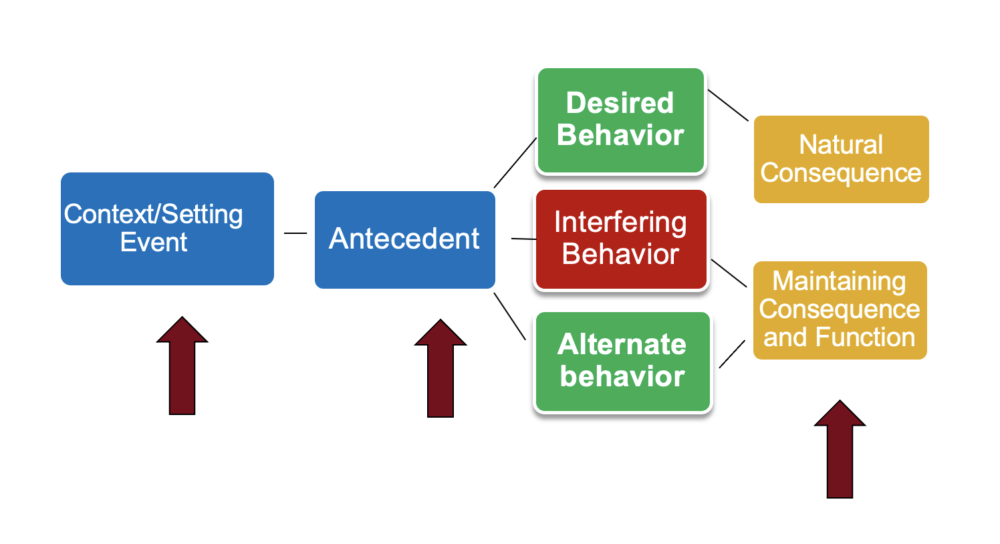 Context/Setting
Event
Antecedent
Desired
Behavior
Interfering
Behavior
Alternate
behavior
Natural
Consequence
Maintaining
Consequence
and Function